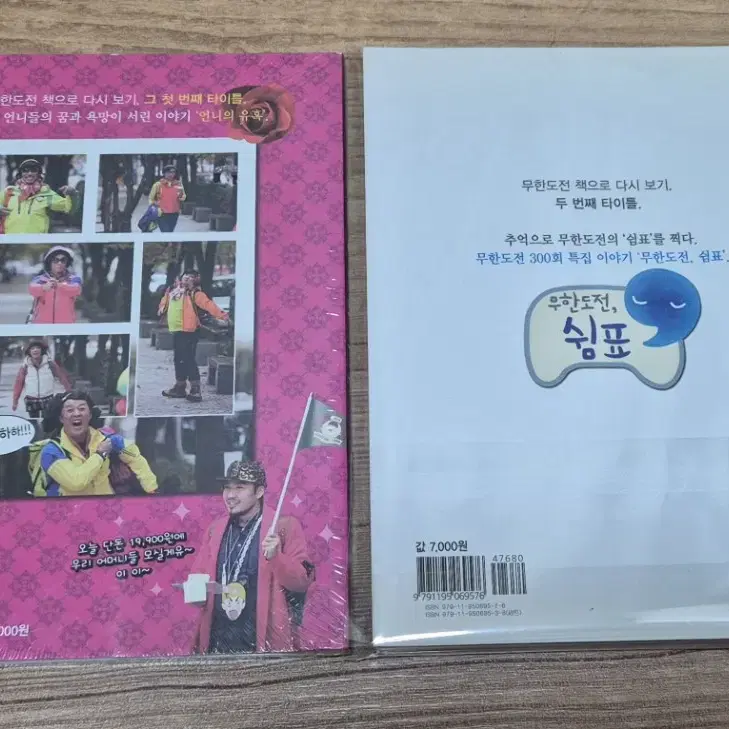 한도전 책으로 다시 보기, 그 첫 번째 타이틀,
언니들의 꿈과 욕망이 서린 이야기 '언니의 유혹'.
하하!!!
오늘 단돈 19,900원에
우리 어머니들 모실게유~
이 이~
000원
무한도전 책으로 다시 보기,
두 번째 타이틀,
추억으로 무한도전의 '쉼표'를 찍다.
무한도전 300회 특집 이야기 '무한도전, 쉼표'.
무한도전,
쉼표
값 7,000원
47680
9 791195 069576
ISBN 979-11-950695-7-6